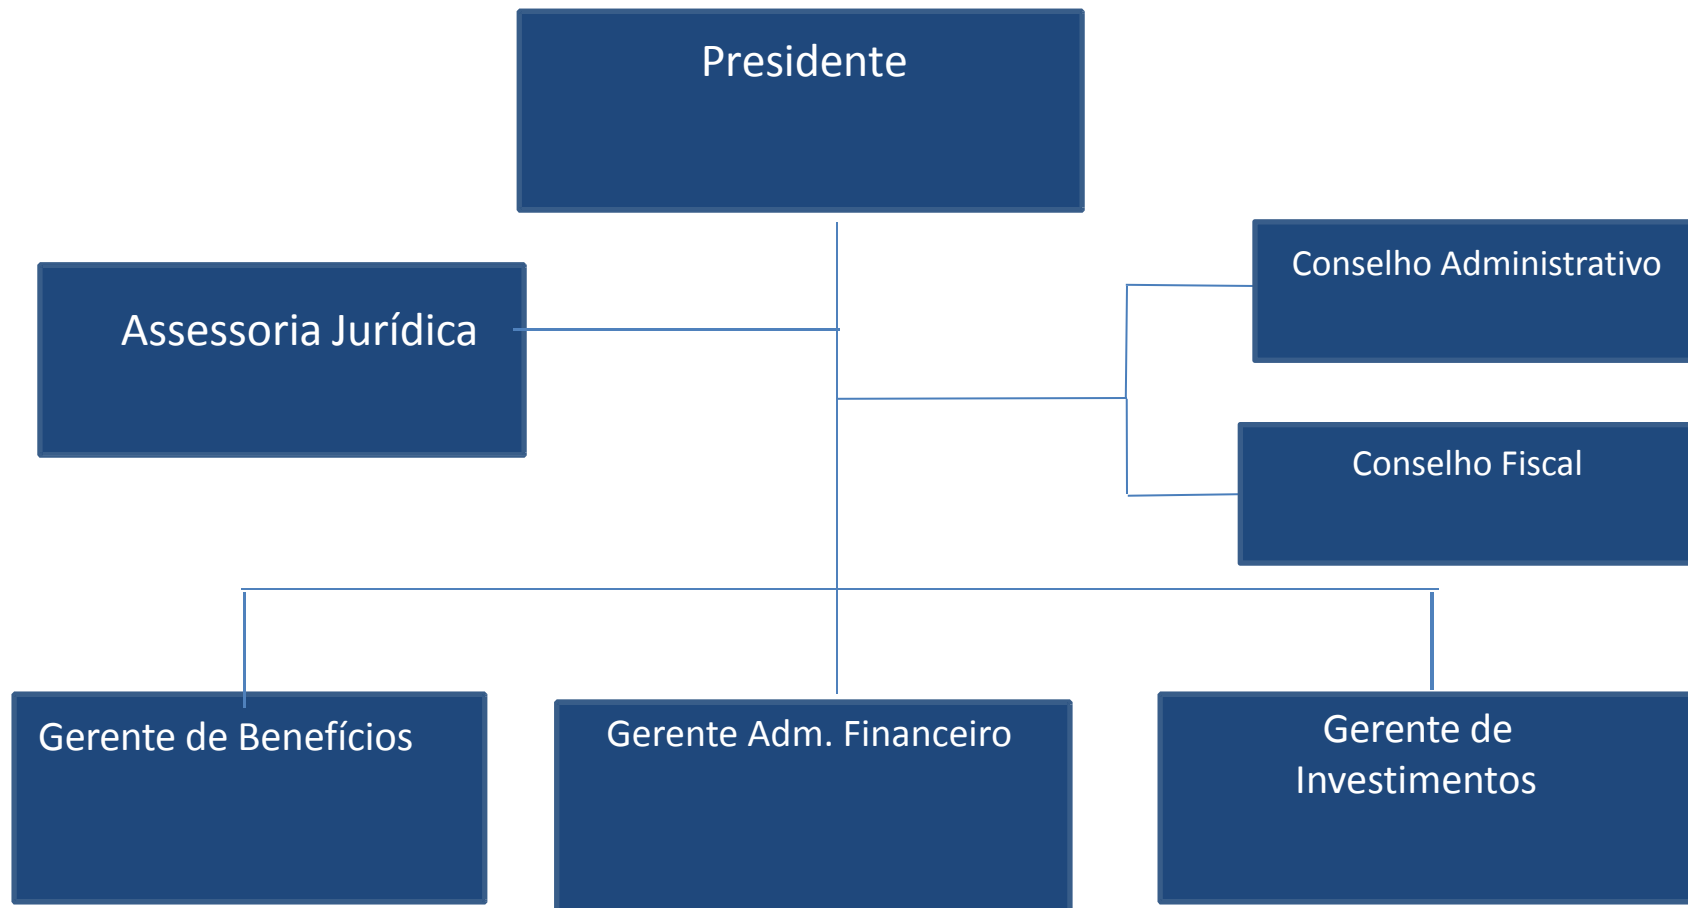 Presidente
Conselho Administrativo
Assessoria Jurídica
Conselho Fiscal
Gerente de Benefícios
Gerente Adm. Financeiro
Gerente de
Investimentos